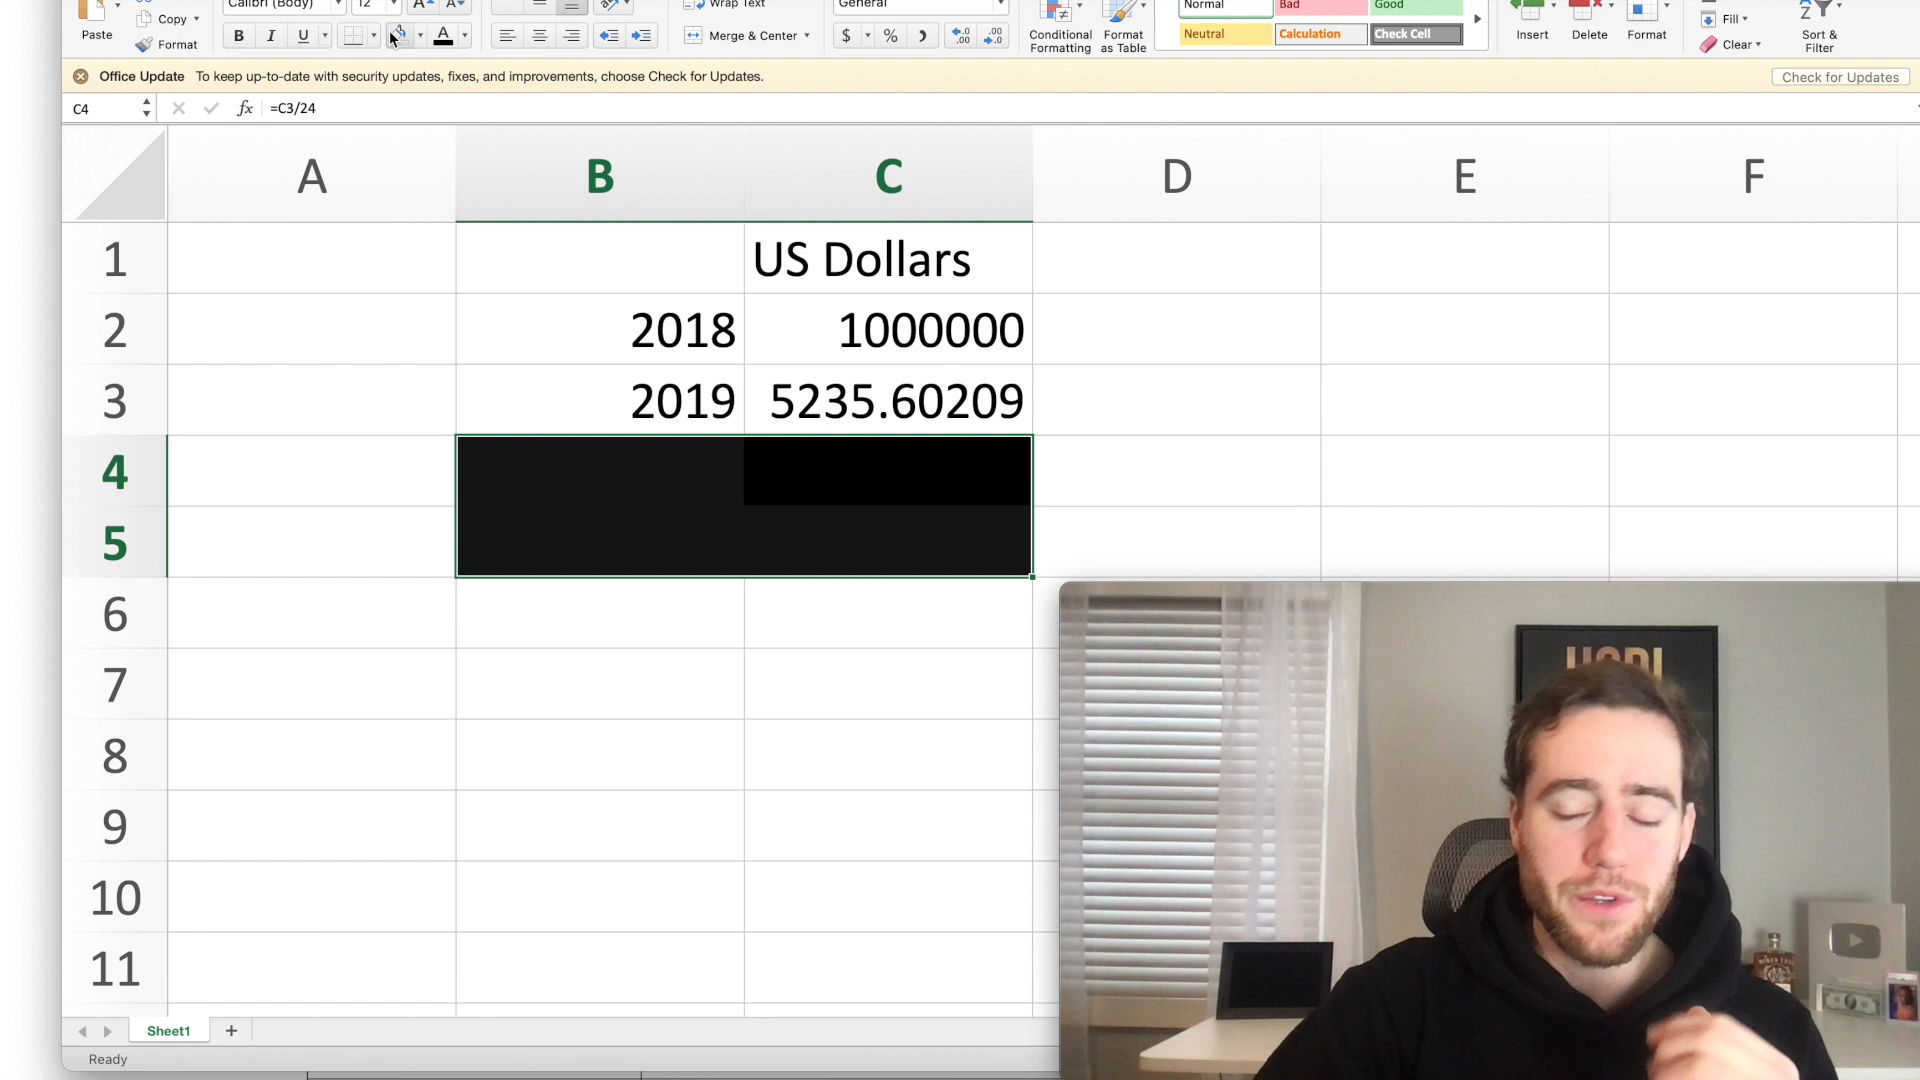 Calibri (Body) 12 Wrap Text General Normal Bad Good
Paste Copy Format B I U A Merge & Center $ % Conditional Formatting Format as Table Neutral Calculation Check Cell Insert Delete Format Fill Clear Sort & Filter
Office Update To keep up-to-date with security updates, fixes, and improvements, choose Check for Updates. Check for Updates
C4 fx =C3/24
A B C D E F
1 US Dollars
2 2018 1000000
3 2019 5235.60209
4
5
6
7
8
9
10
11
Sheet1 +
Ready